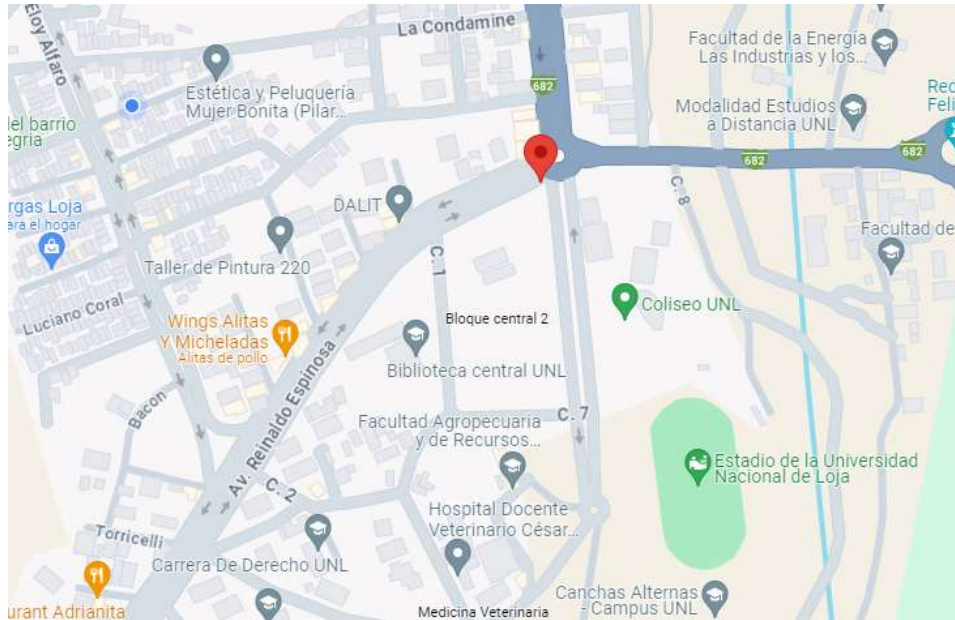 Eloy Alfaro
La Condamine
Facultad de la Energía
Las Industrias y los...
682
Estética y Peluquería
Mujer Bonita (Pilar...
Modalidad Estudios
a Distancia UNL
Red
Feli
del barrio
egria
682
682
C. 8
rgas Loja
ara el hogar
DALIT
Facultad de
Taller de Pintura 220
C. 1
Luciano Coral
Coliseo UNL
Wings Alitas
Y Micheladas
Alitas de pollo
Bloque central 2
Biblioteca central UNL
Bacon
Av. Reinaldo Espinosa
Facultad Agropecuaria
y de Recursos...
C. 7
Estadio de la Universidad
Nacional de Loja
C. 2
Hospital Docente
Veterinario César...
Torricelli
Carrera De Derecho UNL
Canchas Alternas
- Campus UNL
urant Adrianita
Medicina Veterinaria